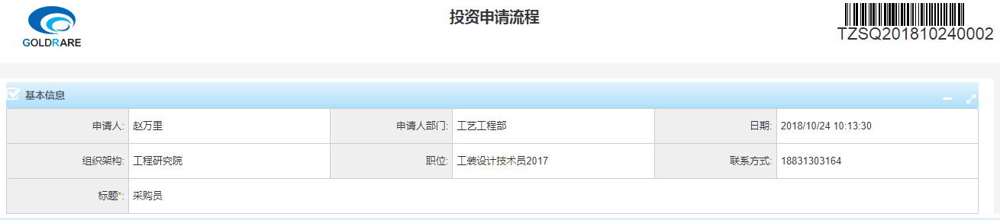 GOLDRARE
投资申请流程
TZSQ201810240002
基本信息
申请人: 赵万里 申请人部门: 工艺工程部 日期: 2018/10/24 10:13:30
组织架构: 工程研究院 职位: 工装设计技术员2017 联系方式: 18831303164
标题*: 采购员